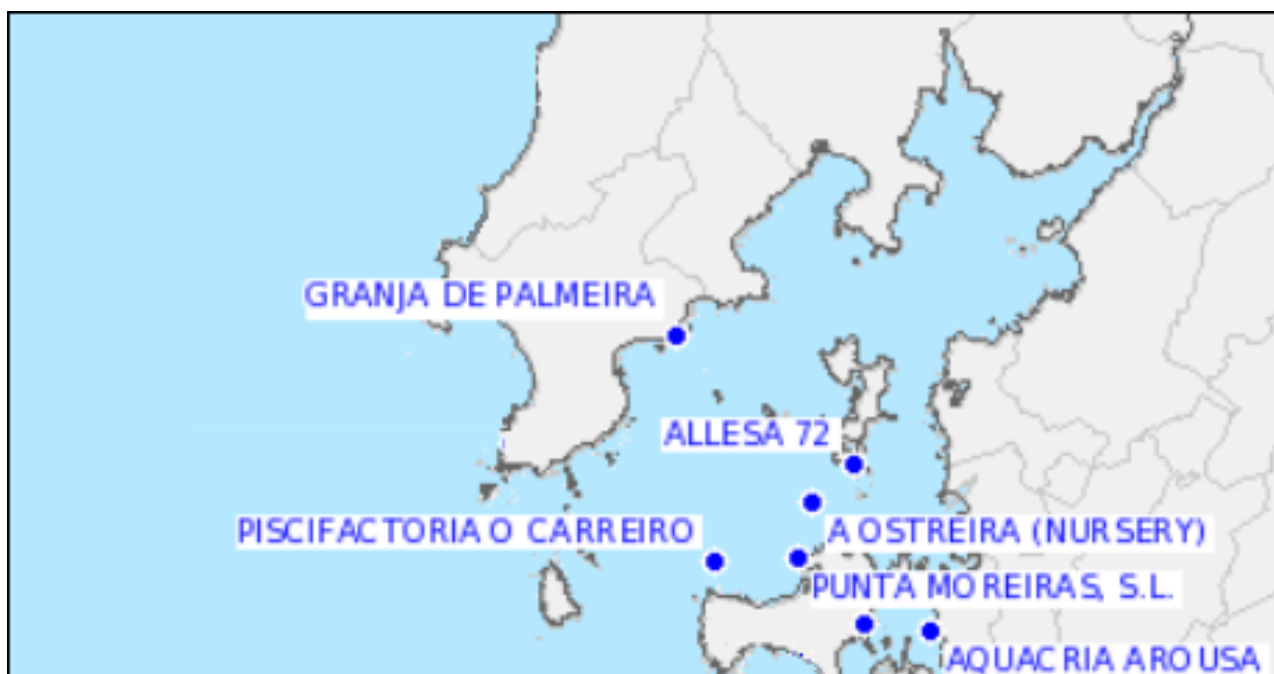 GRANJA DE PALMEIRA
ALLESA 72
PISCIFACTORIA O CARREIRO
A OSTREIRA (NURSERY)
PUNTA MOREIRAS, S.L.
AQUACRIA AROUSA